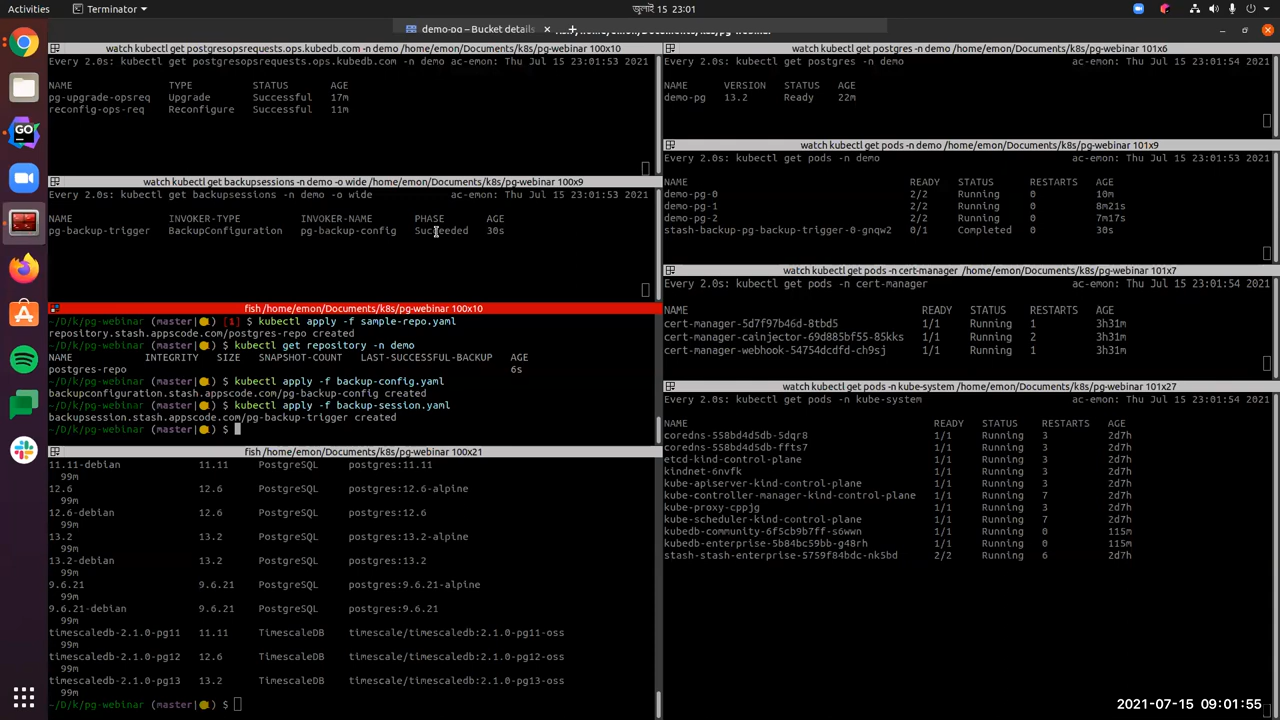 Activities
Terminator
জুলাই 15 23:01
demo-pg – Bucket details
watch kubectl get postgresopsrequests.ops.kubedb.com -n demo /home/emon/Documents/k8s/pg-webinar 100x10
Every 2.0s: kubectl get postgresopsrequests.ops.kubedb.com -n demo ac-emon: Thu Jul 15 23:01:53 2021
NAME TYPE STATUS AGE
pg-upgrade-opsreq Upgrade Successful 17m
reconfig-ops-req Reconfigure Successful 11m
watch kubectl get backupsessions -n demo -o wide /home/emon/Documents/k8s/pg-webinar 100x9
Every 2.0s: kubectl get backupsessions -n demo -o wide ac-emon: Thu Jul 15 23:01:53 2021
NAME INVOKER-TYPE INVOKER-NAME PHASE AGE
pg-backup-trigger BackupConfiguration pg-backup-config Succeeded 30s
fish /home/emon/Documents/k8s/pg-webinar 100x10
~/D/k/pg-webinar (master|) [1] $ kubectl apply -f sample-repo.yaml
repository.stash.appscode.com/postgres-repo created
~/D/k/pg-webinar (master|) $ kubectl get repository -n demo
NAME INTEGRITY SIZE SNAPSHOT-COUNT LAST-SUCCESSFUL-BACKUP AGE
postgres-repo 6s
~/D/k/pg-webinar (master|) $ kubectl apply -f backup-config.yaml
backupconfiguration.stash.appscode.com/pg-backup-config created
~/D/k/pg-webinar (master|) $ kubectl apply -f backup-session.yaml
backupsession.stash.appscode.com/pg-backup-trigger created
~/D/k/pg-webinar (master|) $
fish /home/emon/Documents/k8s/pg-webinar 100x21
11.11-debian 11.11 PostgreSQL postgres:11.11
99m
12.6 12.6 PostgreSQL postgres:12.6-alpine
99m
12.6-debian 12.6 PostgreSQL postgres:12.6
99m
13.2 13.2 PostgreSQL postgres:13.2-alpine
99m
13.2-debian 13.2 PostgreSQL postgres:13.2
99m
9.6.21 9.6.21 PostgreSQL postgres:9.6.21-alpine
99m
9.6.21-debian 9.6.21 PostgreSQL postgres:9.6.21
99m
timescaledb-2.1.0-pg11 11.11 TimescaleDB timescale/timescaledb:2.1.0-pg11-oss
99m
timescaledb-2.1.0-pg12 12.6 TimescaleDB timescale/timescaledb:2.1.0-pg12-oss
99m
timescaledb-2.1.0-pg13 13.2 TimescaleDB timescale/timescaledb:2.1.0-pg13-oss
99m
~/D/k/pg-webinar (master|) $
watch kubectl get postgres -n demo /home/emon/Documents/k8s/pg-webinar 101x6
Every 2.0s: kubectl get postgres -n demo ac-emon: Thu Jul 15 23:01:54 2021
NAME VERSION STATUS AGE
demo-pg 13.2 Ready 22m
watch kubectl get pods -n demo /home/emon/Documents/k8s/pg-webinar 101x9
Every 2.0s: kubectl get pods -n demo ac-emon: Thu Jul 15 23:01:53 2021
NAME READY STATUS RESTARTS AGE
demo-pg-0 2/2 Running 0 10m
demo-pg-1 2/2 Running 0 8m21s
demo-pg-2 2/2 Running 0 7m17s
stash-backup-pg-backup-trigger-0-gnqw2 0/1 Completed 0 30s
watch kubectl get pods -n cert-manager /home/emon/Documents/k8s/pg-webinar 101x7
Every 2.0s: kubectl get pods -n cert-manager ac-emon: Thu Jul 15 23:01:54 2021
NAME READY STATUS RESTARTS AGE
cert-manager-5d7f97b46d-8tbd5 1/1 Running 1 3h31m
cert-manager-cainjector-69d885bf55-85kks 1/1 Running 2 3h31m
cert-manager-webhook-54754dcdfd-ch9sj 1/1 Running 1 3h31m
watch kubectl get pods -n kube-system /home/emon/Documents/k8s/pg-webinar 101x27
Every 2.0s: kubectl get pods -n kube-system ac-emon: Thu Jul 15 23:01:54 2021
NAME READY STATUS RESTARTS AGE
coredns-558bd4d5db-5dqr8 1/1 Running 3 2d7h
coredns-558bd4d5db-ffts7 1/1 Running 3 2d7h
etcd-kind-control-plane 1/1 Running 3 2d7h
kindnet-6nvfk 1/1 Running 3 2d7h
kube-apiserver-kind-control-plane 1/1 Running 3 2d7h
kube-controller-manager-kind-control-plane 1/1 Running 7 2d7h
kube-proxy-cppjg 1/1 Running 3 2d7h
kube-scheduler-kind-control-plane 1/1 Running 7 2d7h
kubedb-community-6f5cb9b7ff-s6wwn 1/1 Running 0 115m
kubedb-enterprise-5b84bc59bb-g48rh 1/1 Running 0 115m
stash-stash-enterprise-5759f84bdc-nk5bd 2/2 Running 6 2d7h
2021-07-15 09:01:55